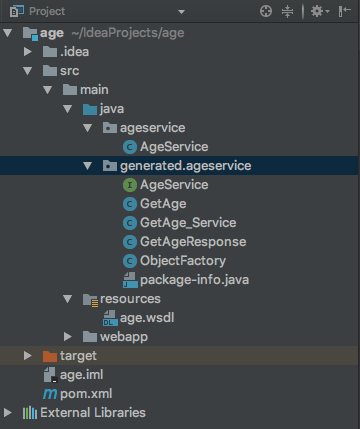 Project
age ~/IdeaProjects/age
.idea
src
main
java
ageservice
AgeService
generated.ageservice
AgeService
GetAge
GetAge_Service
GetAgeResponse
ObjectFactory
package-info.java
resources
age.wsdl
webapp
target
age.iml
pom.xml
External Libraries